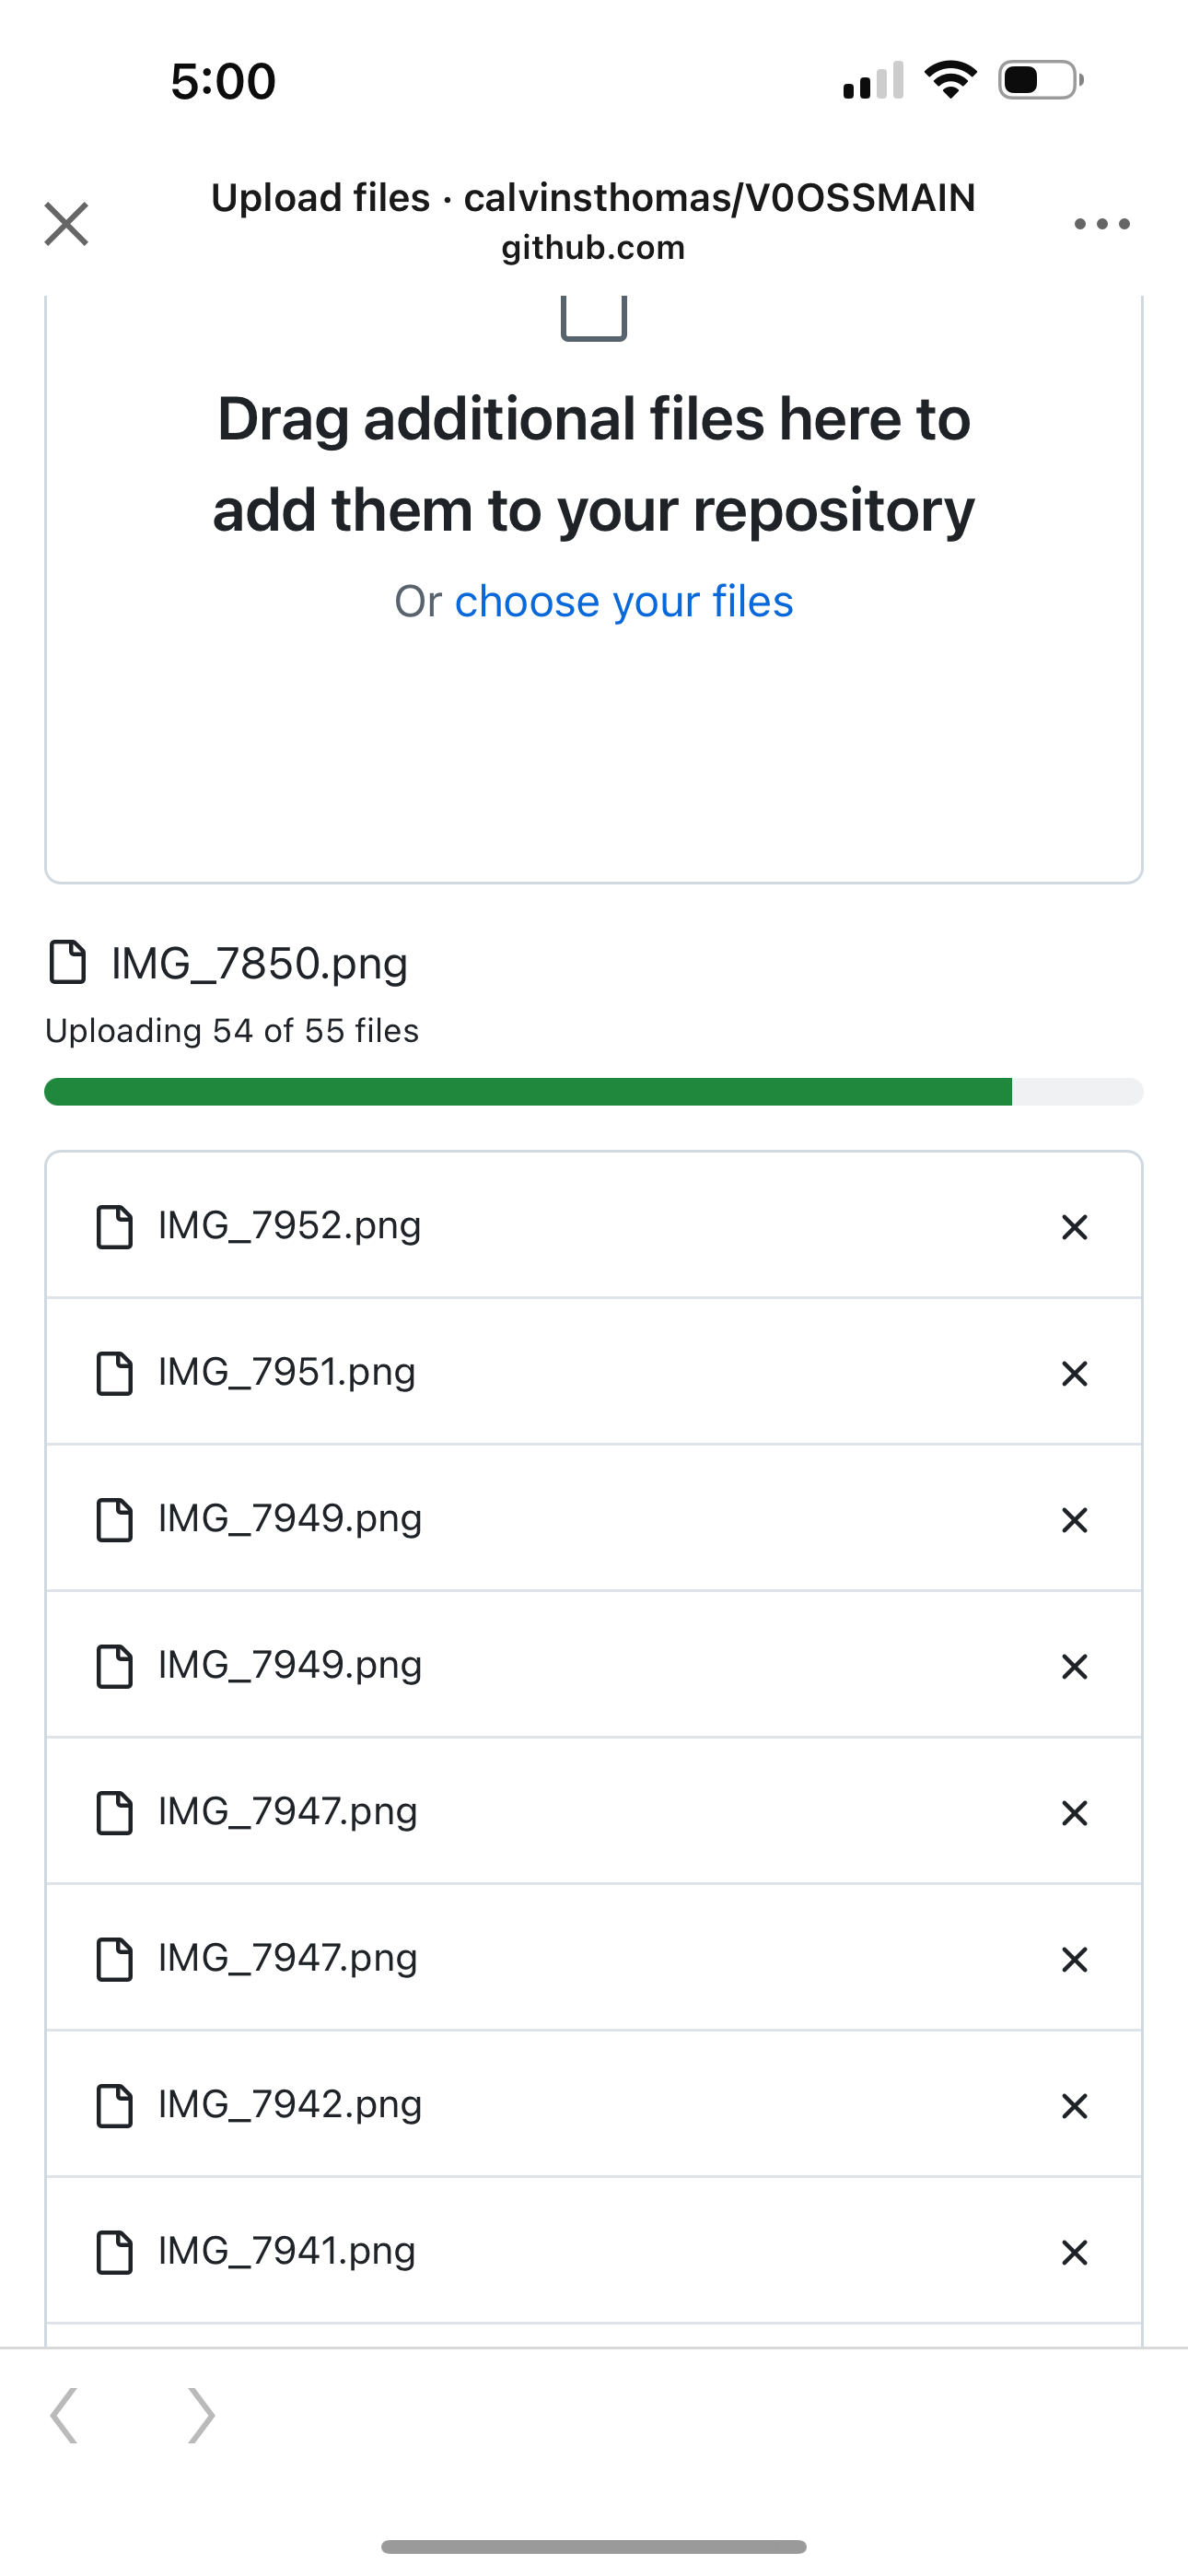 5:00
Upload files · calvinsthomas/V0OSSMAIN
github.com
Drag additional files here to
add them to your repository
Or choose your files
IMG_7850.png
Uploading 54 of 55 files
IMG_7952.png
IMG_7951.png
IMG_7949.png
IMG_7949.png
IMG_7947.png
IMG_7947.png
IMG_7942.png
IMG_7941.png